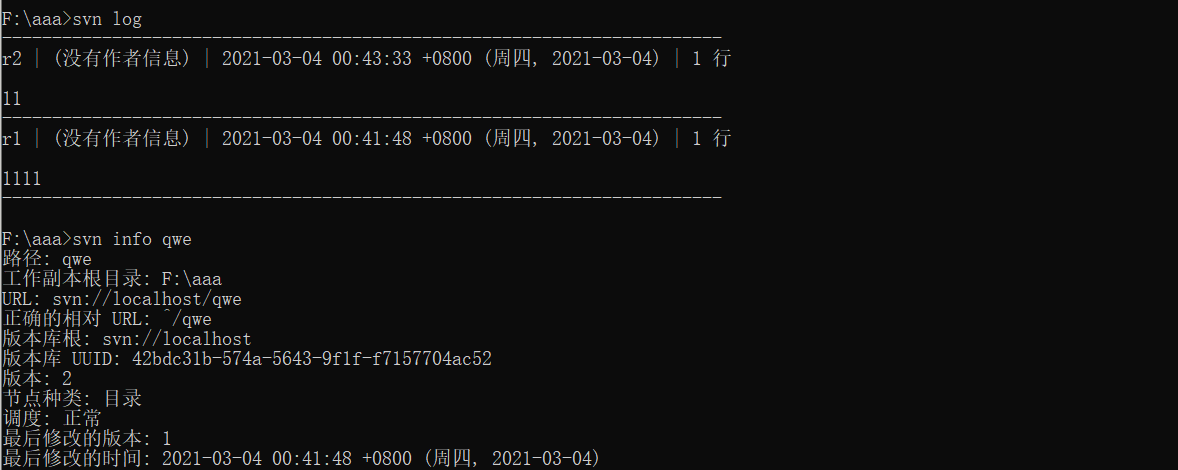 F:\aaa>svn log
------------------------------------------------------------------------
r2 | (没有作者信息) | 2021-03-04 00:43:33 +0800 (周四, 2021-03-04) | 1 行
11
------------------------------------------------------------------------
r1 | (没有作者信息) | 2021-03-04 00:41:48 +0800 (周四, 2021-03-04) | 1 行
1111
------------------------------------------------------------------------
F:\aaa>svn info qwe
路径: qwe
工作副本根目录: F:\aaa
URL: svn://localhost/qwe
正确的相对 URL: ^/qwe
版本库根: svn://localhost
版本库 UUID: 42bdc31b-574a-5643-9f1f-f7157704ac52
版本: 2
节点种类: 目录
调度: 正常
最后修改的版本: 1
最后修改的时间: 2021-03-04 00:41:48 +0800 (周四, 2021-03-04)